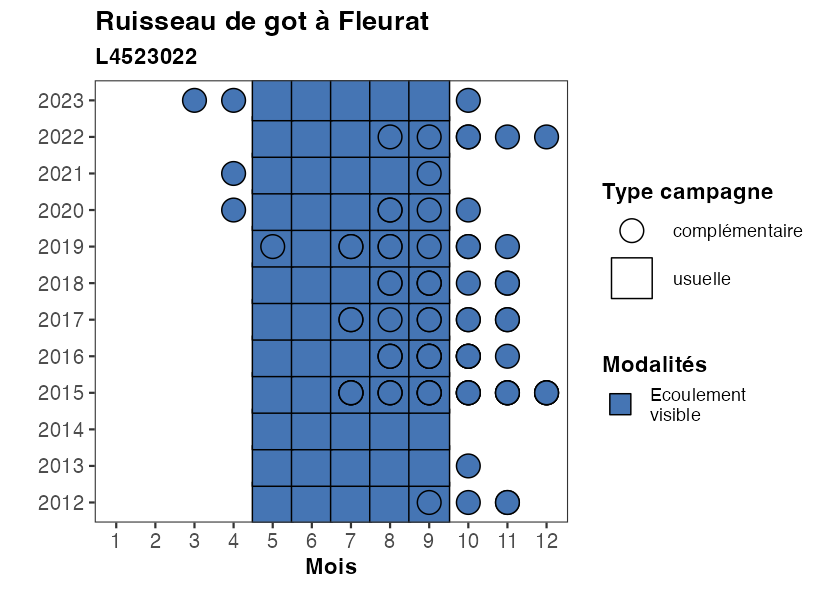 Ruisseau de got à Fleurat
L4523022
2023
2022
2021
2020
2019
2018
2017
2016
2015
2014
2013
2012
1 2 3 4 5 6 7 8 9 10 11 12
Mois
Type campagne
complémentaire
usuelle
Modalités
Ecoulement
visible